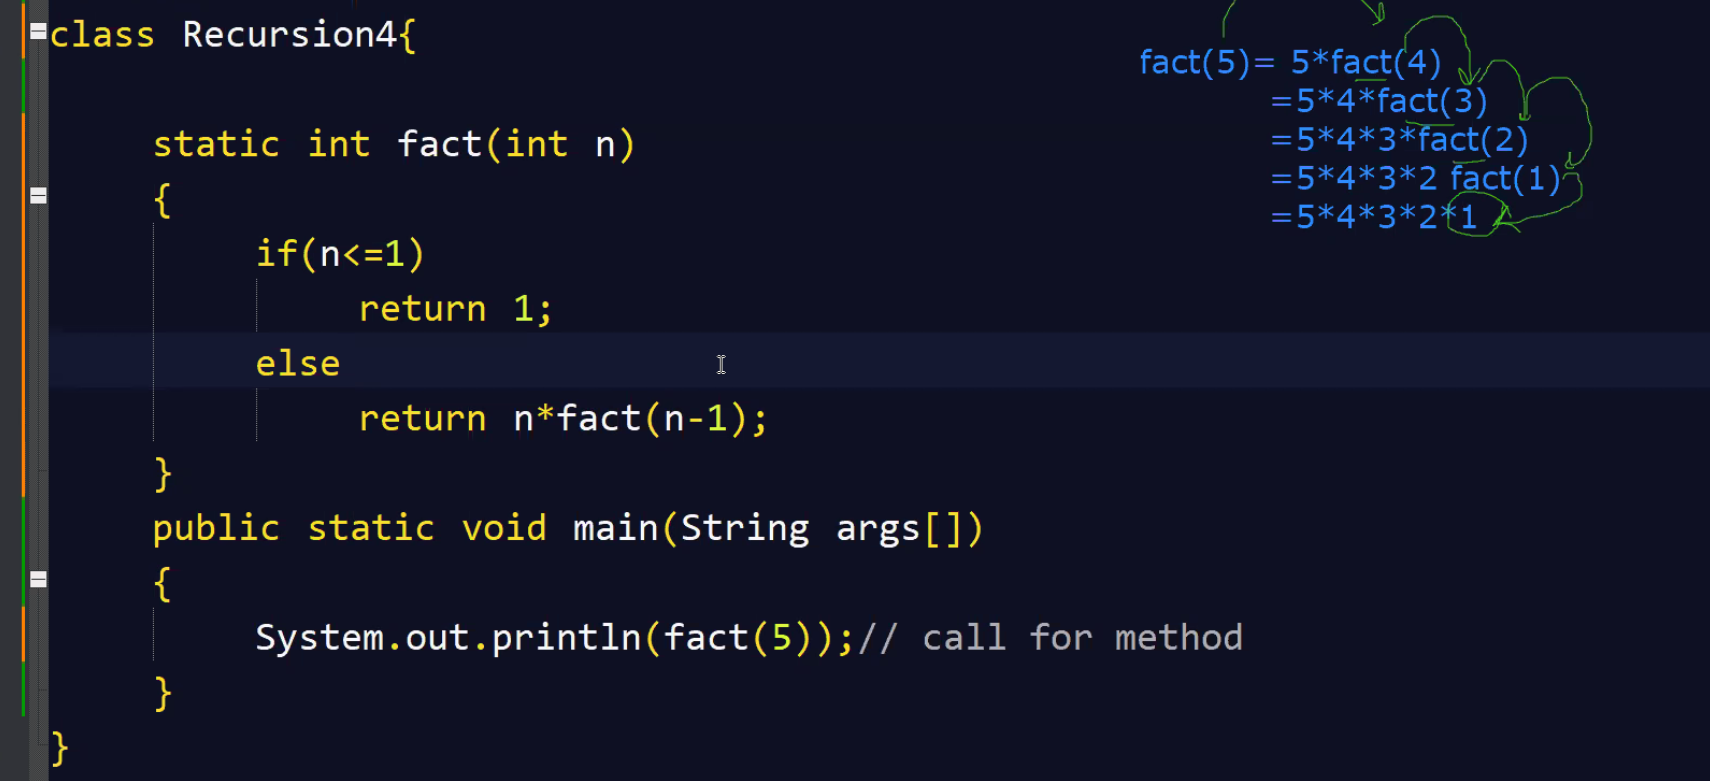 class Recursion4{
fact(5)= 5*fact(4)
=5*4*fact(3)
=5*4*3*fact(2)
=5*4*3*2 fact(1)
=5*4*3*2*1
static int fact(int n)
{
if(n<=1)
return 1;
else
return n*fact(n-1);
}
public static void main(String args[])
{
System.out.println(fact(5));// call for method
}
}